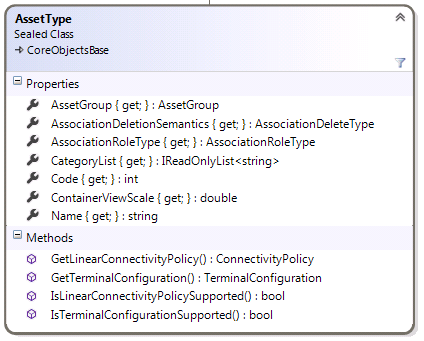 AssetType
Sealed Class
CoreObjectsBase
Properties
AssetGroup { get; } : AssetGroup
AssociationDeletionSemantics { get; } : AssociationDeleteType
AssociationRoleType { get; } : AssociationRoleType
CategoryList { get; } : IReadOnlyList<string>
Code { get; } : int
ContainerViewScale { get; } : double
Name { get; } : string
Methods
GetLinearConnectivityPolicy() : ConnectivityPolicy
GetTerminalConfiguration() : TerminalConfiguration
IsLinearConnectivityPolicySupported() : bool
IsTerminalConfigurationSupported() : bool